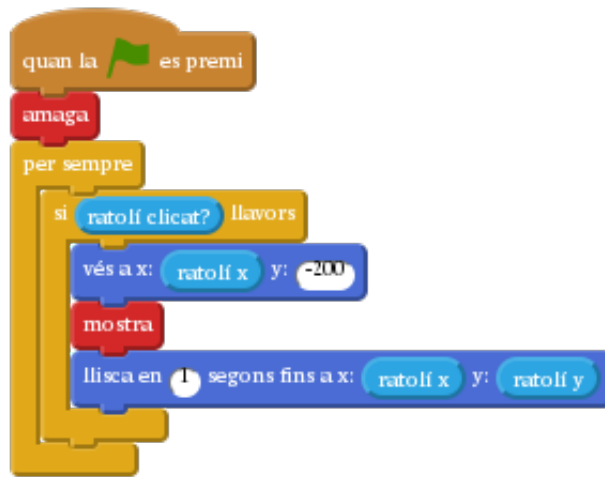 quan la es premi
amaga
per sempre
si ratolí clicat? llavors
vés a x: ratolí x y: -200
mostra
llisca en 1 segons fins a x: ratolí x y: ratolí y